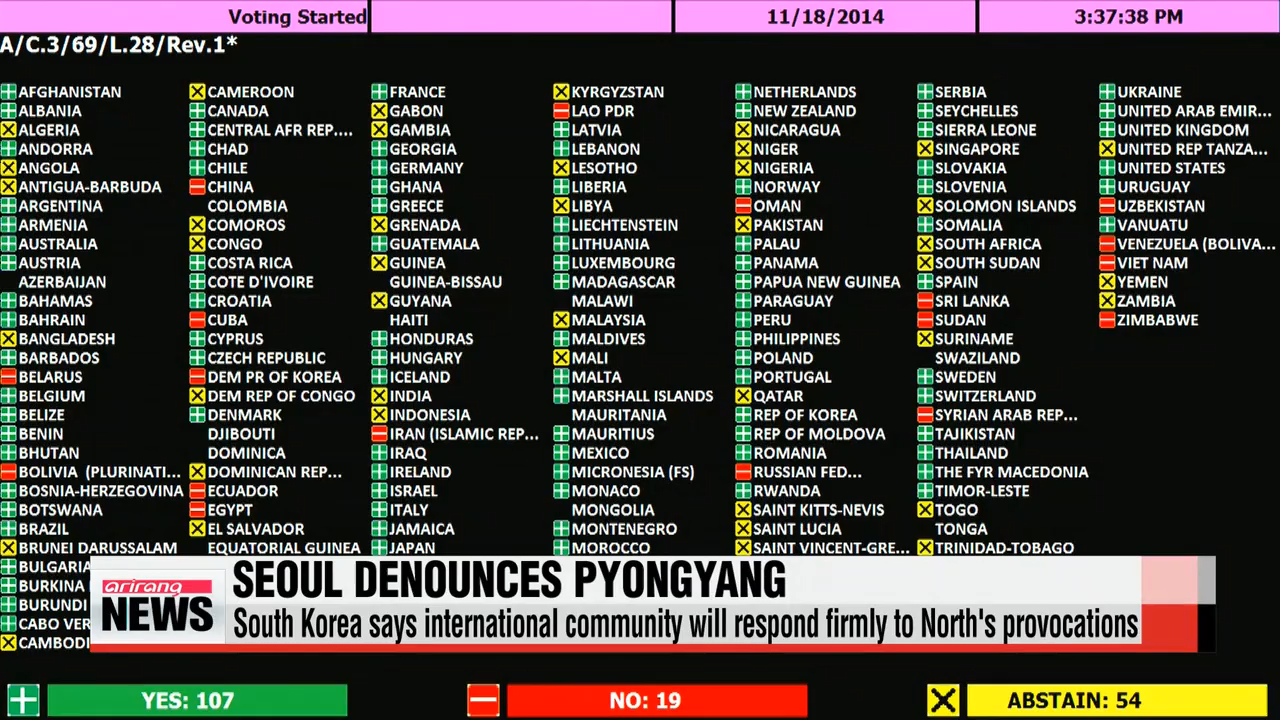 Voting Started 11/18/2014 3:37:38 PM
A/C.3/69/L.28/Rev.1*
AFGHANISTAN
ALBANIA
ALGERIA
ANDORRA
ANGOLA
ANTIGUA-BARBUDA
ARGENTINA
ARMENIA
AUSTRALIA
AUSTRIA
AZERBAIJAN
BAHAMAS
BAHRAIN
BANGLADESH
BARBADOS
BELARUS
BELGIUM
BELIZE
BENIN
BHUTAN
BOLIVIA (PLURINATI...
BOSNIA-HERZEGOVINA
BOTSWANA
BRAZIL
BRUNEI DARUSSALAM
BULGARIA
BURKINA
BURUNDI
CABO VER
CAMBODI
CAMEROON
CANADA
CENTRAL AFR REP....
CHAD
CHILE
CHINA
COLOMBIA
COMOROS
CONGO
COSTA RICA
COTE D'IVOIRE
CROATIA
CUBA
CYPRUS
CZECH REPUBLIC
DEM PR OF KOREA
DEM REP OF CONGO
DENMARK
DJIBOUTI
DOMINICA
DOMINICAN REP...
ECUADOR
EGYPT
EL SALVADOR
EQUATORIAL GUINEA
FRANCE
GABON
GAMBIA
GEORGIA
GERMANY
GHANA
GREECE
GRENADA
GUATEMALA
GUINEA
GUINEA-BISSAU
GUYANA
HAITI
HONDURAS
HUNGARY
ICELAND
INDIA
INDONESIA
IRAN (ISLAMIC REP...
IRAQ
IRELAND
ISRAEL
ITALY
JAMAICA
JAPAN
KYRGYZSTAN
LAO PDR
LATVIA
LEBANON
LESOTHO
LIBERIA
LIBYA
LIECHTENSTEIN
LITHUANIA
LUXEMBOURG
MADAGASCAR
MALAWI
MALAYSIA
MALDIVES
MALI
MALTA
MARSHALL ISLANDS
MAURITANIA
MAURITIUS
MEXICO
MICRONESIA (FS)
MONACO
MONGOLIA
MONTENEGRO
MOROCCO
NETHERLANDS
NEW ZEALAND
NICARAGUA
NIGER
NIGERIA
NORWAY
OMAN
PAKISTAN
PALAU
PANAMA
PAPUA NEW GUINEA
PARAGUAY
PERU
PHILIPPINES
POLAND
PORTUGAL
QATAR
REP OF KOREA
REP OF MOLDOVA
ROMANIA
RUSSIAN FED...
RWANDA
SAINT KITTS-NEVIS
SAINT LUCIA
SAINT VINCENT-GRE...
SERBIA
SEYCHELLES
SIERRA LEONE
SINGAPORE
SLOVAKIA
SLOVENIA
SOLOMON ISLANDS
SOMALIA
SOUTH AFRICA
SOUTH SUDAN
SPAIN
SRI LANKA
SUDAN
SURINAME
SWAZILAND
SWEDEN
SWITZERLAND
SYRIAN ARAB REP...
TAJIKISTAN
THAILAND
THE FYR MACEDONIA
TIMOR-LESTE
TOGO
TONGA
TRINIDAD-TOBAGO
UKRAINE
UNITED ARAB EMIR...
UNITED KINGDOM
UNITED REP TANZA...
UNITED STATES
URUGUAY
UZBEKISTAN
VANUATU
VENEZUELA (BOLIVA...
VIET NAM
YEMEN
ZAMBIA
ZIMBABWE
arirang
NEWS
SEOUL DENOUNCES PYONGYANG
South Korea says international community will respond firmly to North's provocations
YES: 107 NO: 19 ABSTAIN: 54